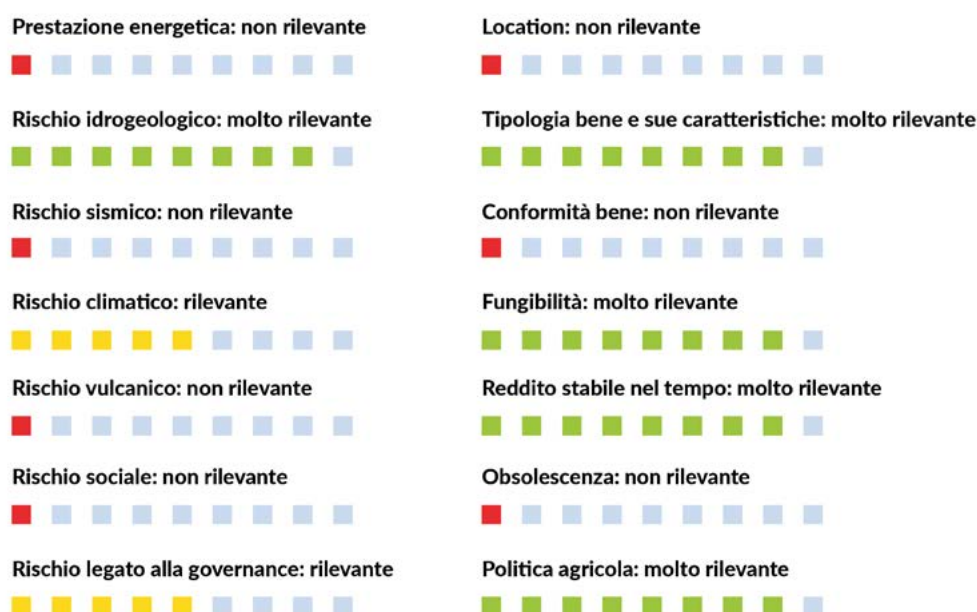 Prestazione energetica: non rilevante
Location: non rilevante
Rischio idrogeologico: molto rilevante
Tipologia bene e sue caratteristiche: molto rilevante
Rischio sismico: non rilevante
Conformità bene: non rilevante
Rischio climatico: rilevante
Fungibilità: molto rilevante
Rischio vulcanico: non rilevante
Reddito stabile nel tempo: molto rilevante
Rischio sociale: non rilevante
Obsolescenza: non rilevante
Rischio legato alla governance: rilevante
Politica agricola: molto rilevante